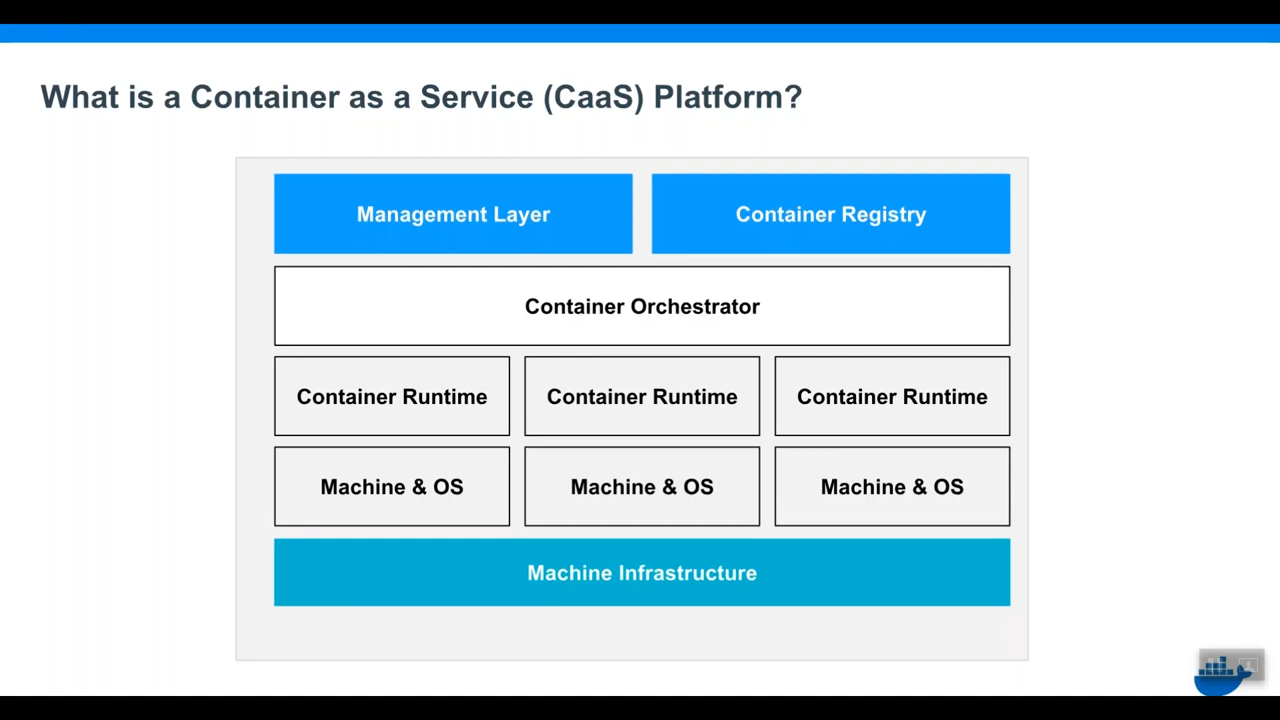 What is a Container as a Service (CaaS) Platform?
Management Layer
Container Registry
Container Orchestrator
Container Runtime
Container Runtime
Container Runtime
Machine & OS
Machine & OS
Machine & OS
Machine Infrastructure